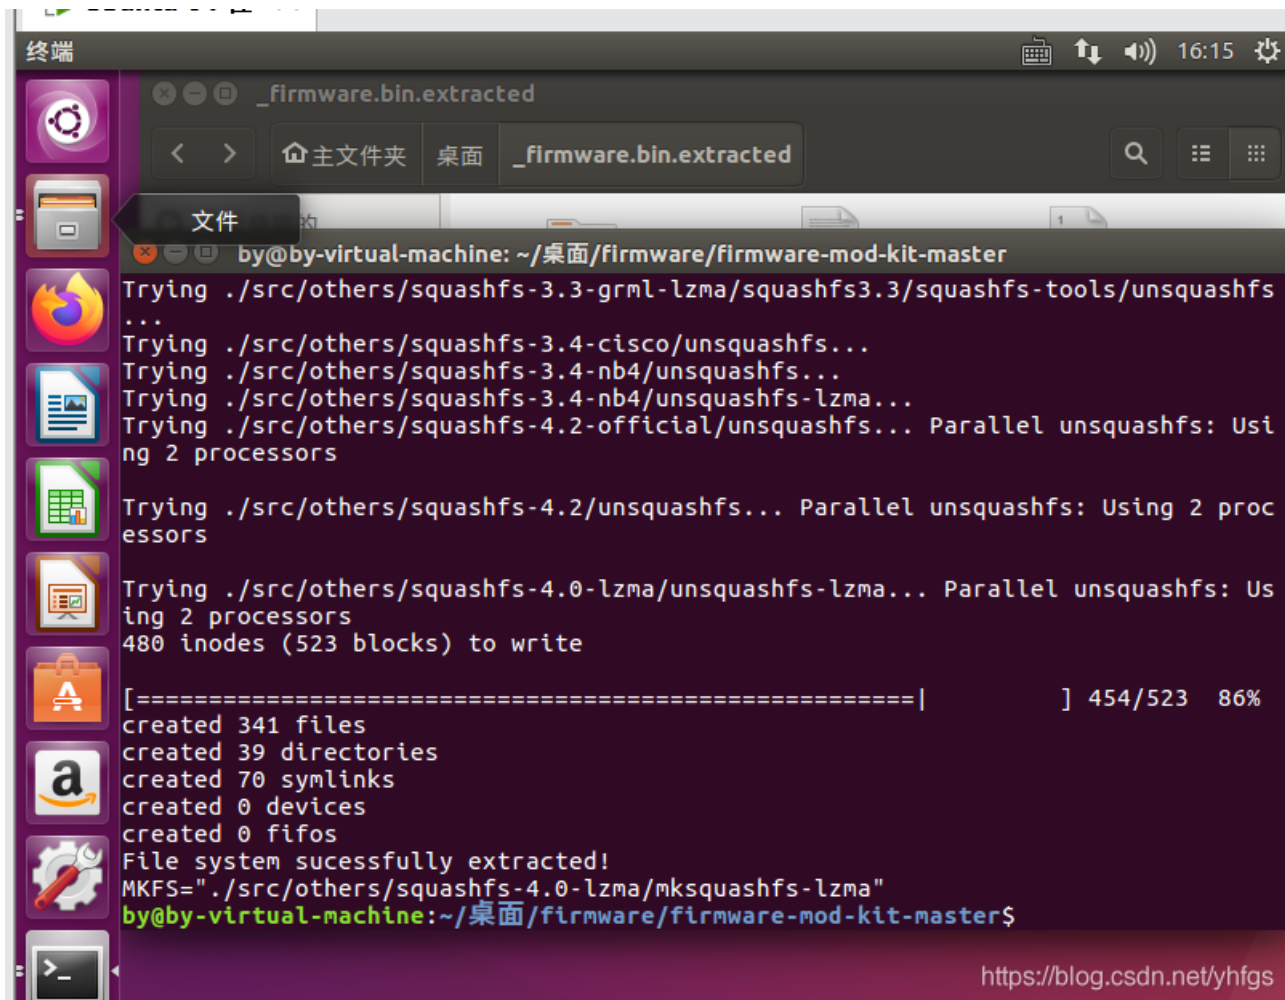 终端
16:15
_firmware.bin.extracted
主文件夹 桌面 _firmware.bin.extracted
文件
的
1
by@by-virtual-machine: ~/桌面/firmware/firmware-mod-kit-master
Trying ./src/others/squashfs-3.3-grml-lzma/squashfs3.3/squashfs-tools/unsquashfs
...
Trying ./src/others/squashfs-3.4-cisco/unsquashfs...
Trying ./src/others/squashfs-3.4-nb4/unsquashfs...
Trying ./src/others/squashfs-3.4-nb4/unsquashfs-lzma...
Trying ./src/others/squashfs-4.2-official/unsquashfs... Parallel unsquashfs: Usi
ng 2 processors
Trying ./src/others/squashfs-4.2/unsquashfs... Parallel unsquashfs: Using 2 proc
essors
Trying ./src/others/squashfs-4.0-lzma/unsquashfs-lzma... Parallel unsquashfs: Us
ing 2 processors
480 inodes (523 blocks) to write
[======================================================| ] 454/523 86%
created 341 files
created 39 directories
created 70 symlinks
created 0 devices
created 0 fifos
File system sucessfully extracted!
MKFS="./src/others/squashfs-4.0-lzma/mksquashfs-lzma"
by@by-virtual-machine:~/桌面/firmware/firmware-mod-kit-master$
https://blog.csdn.net/yhfgs